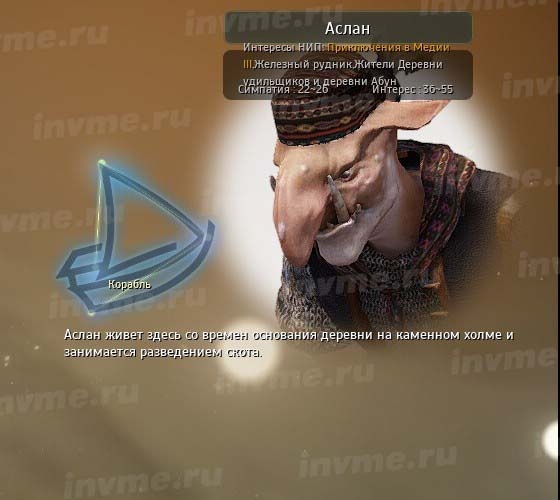 Аслан
Интересы НИП: Приключения в Медии
III,Железный рудник,Жители Деревни
удильщиков и деревни Абун
Симпатия : 22~26 Интерес : 36~55
Корабль
Аслан живет здесь со времен основания деревни на каменном холме и
занимается разведением скота.
invme.ru